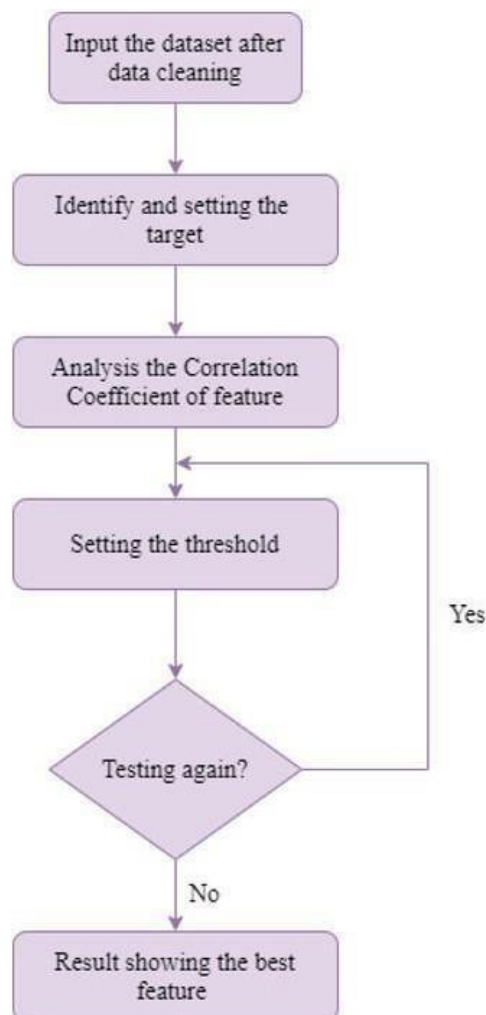 Input the dataset after
data cleaning
Identify and setting the
target
Analysis the Correlation
Coefficient of feature
Setting the threshold
Yes
Testing again?
No
Result showing the best
feature